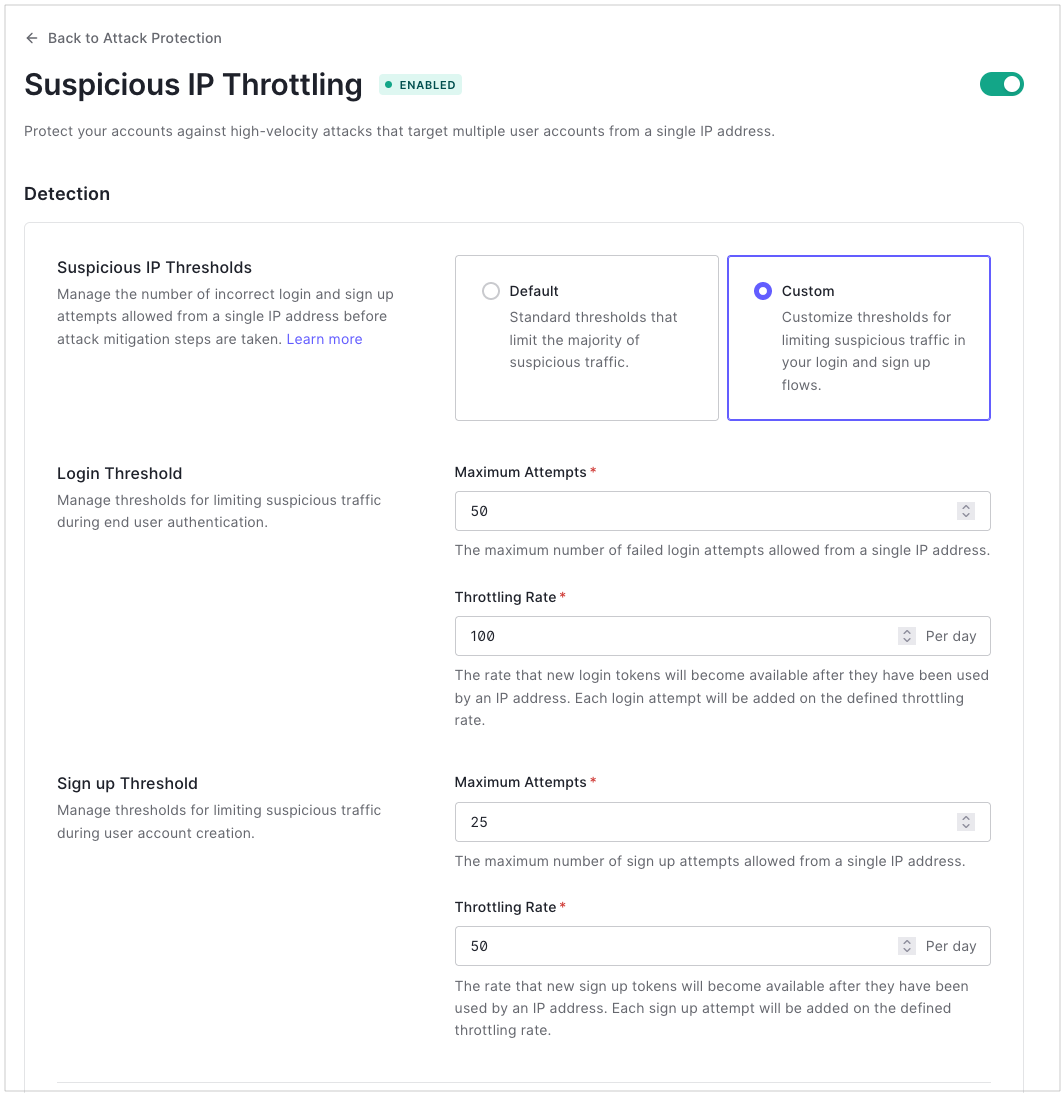 Back to Attack Protection
Suspicious IP Throttling
ENABLED
Protect your accounts against high-velocity attacks that target multiple user accounts from a single IP address.
Detection
Suspicious IP Thresholds
Manage the number of incorrect login and sign up
attempts allowed from a single IP address before
attack mitigation steps are taken. Learn more
Default
Standard thresholds that
limit the majority of
suspicious traffic.
Custom
Customize thresholds for
limiting suspicious traffic in
your login and sign up
flows.
Login Threshold
Manage thresholds for limiting suspicious traffic
during end user authentication.
Maximum Attempts *
50
The maximum number of failed login attempts allowed from a single IP address.
Throttling Rate *
100 Per day
The rate that new login tokens will become available after they have been used
by an IP address. Each login attempt will be added on the defined throttling
rate.
Sign up Threshold
Manage thresholds for limiting suspicious traffic
during user account creation.
Maximum Attempts *
25
The maximum number of sign up attempts allowed from a single IP address.
Throttling Rate *
50 Per day
The rate that new sign up tokens will become available after they have been
used by an IP address. Each sign up attempt will be added on the defined
throttling rate.